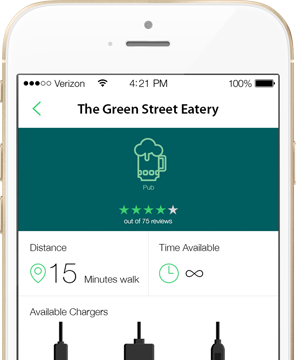 Verizon 4:21 PM 100%
The Green Street Eatery
Pub
out of 75 reviews
Distance Time Available
15 Minutes walk ∞
Available Chargers